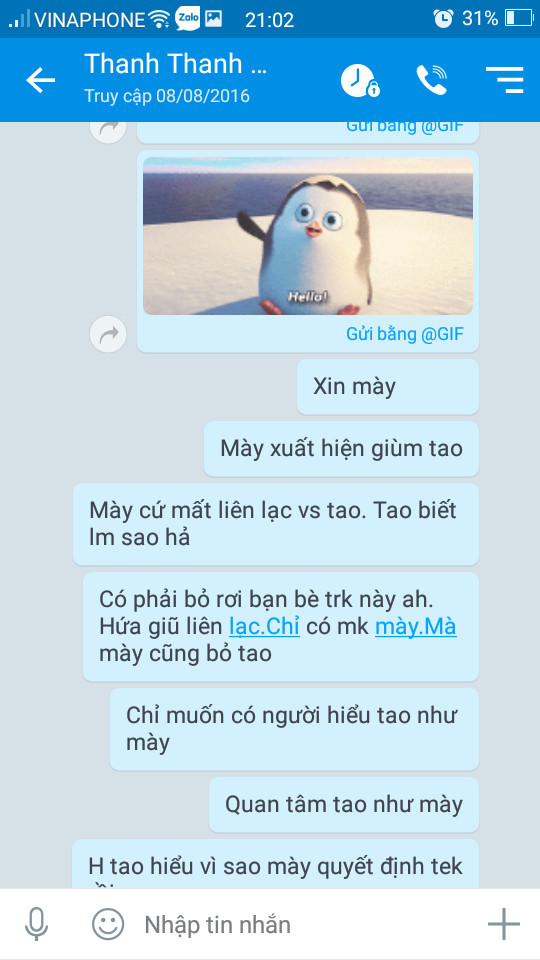 VINAPHONE Zalo 21:02 31%
Thanh Thanh ...
Truy cập 08/08/2016
Gửi bằng @GIF
Hello!
Gửi bằng @GIF
Xin mày
Mày xuất hiện giùm tao
Mày cứ mất liên lạc vs tao. Tao biết
lm sao hả
Có phải bỏ rơi bạn bè trk này ah.
Hứa giũ liên lạc.Chỉ có mk mày.Mà
mày cũng bỏ tao
Chỉ muốn có người hiểu tao như
mày
Quan tâm tao như mày
H tao hiểu vì sao mày quyết định tek
Nhập tin nhắn